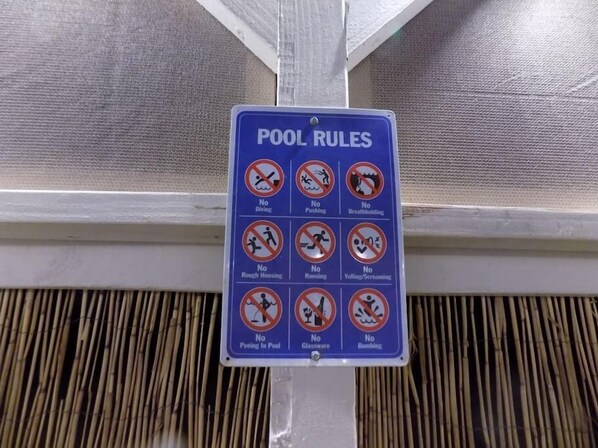 POOL RULES
No
Diving
No
Pushing
No
Breathholding
No
Rough Housing
No
Running
No
Yelling/Screaming
No
Peeing In Pool
No
Glassware
No
Bombing